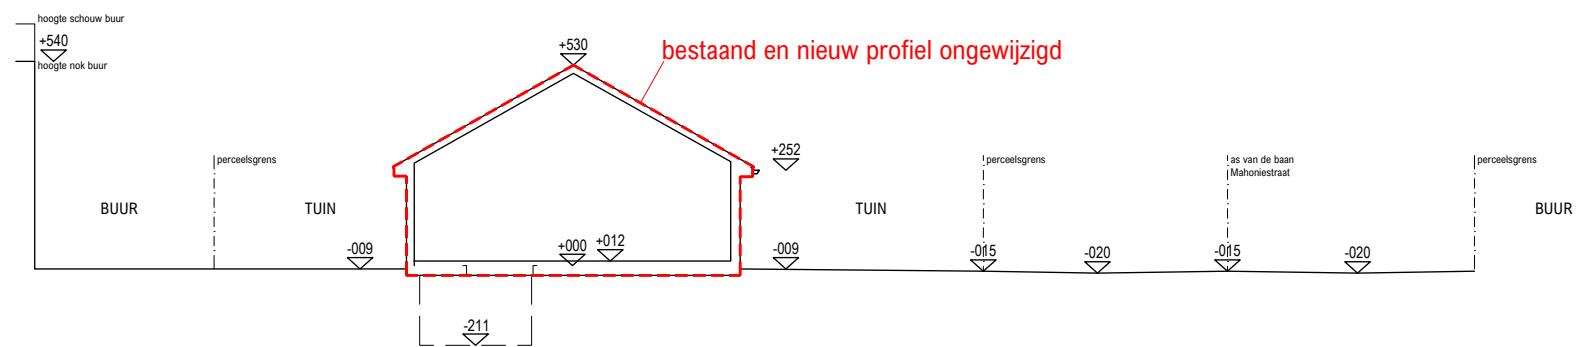 hoogte schouw buur
+540
hoogte nok buur
+530
bestaand en nieuw profiel ongewijzigd
+252
perceelsgrens
perceelsgrens
as van de baan
Mahoniestraat
perceelsgrens
BUUR
TUIN
TUIN
BUUR
-009
+000
+012
-009
-015
-020
-015
-020
-211